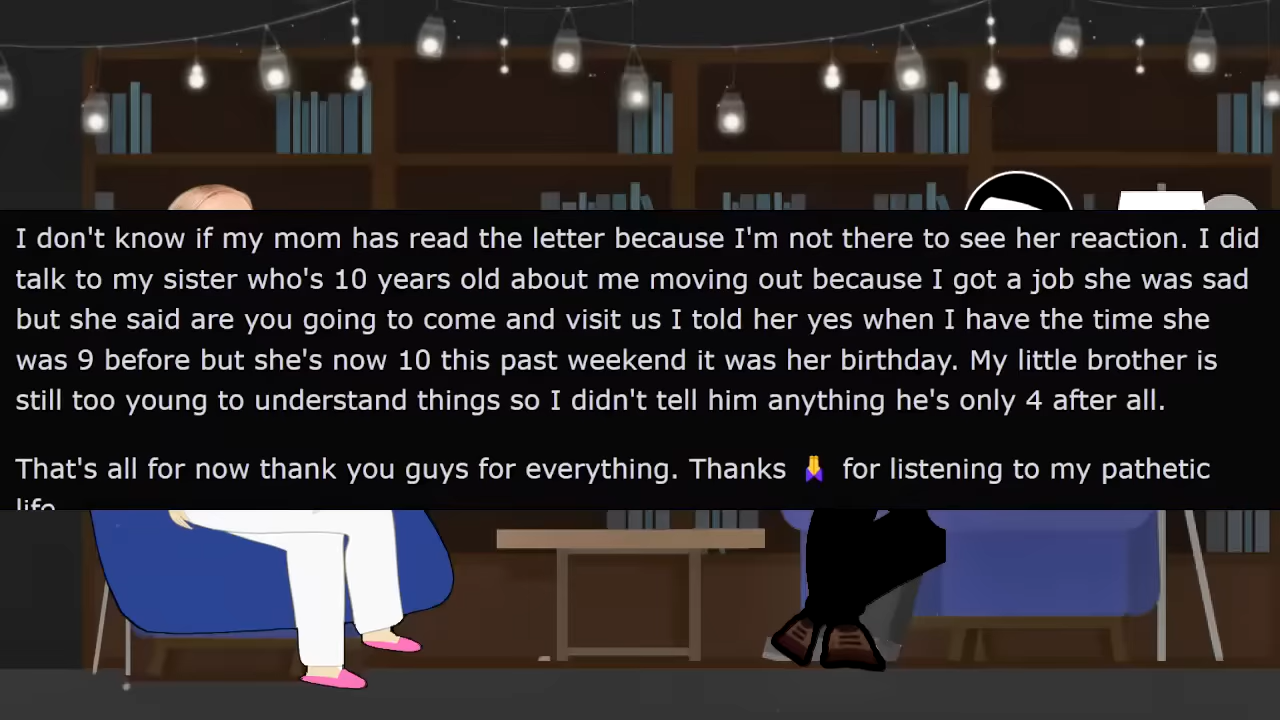 I don't know if my mom has read the letter because I'm not there to see her reaction. I did
talk to my sister who's 10 years old about me moving out because I got a job she was sad
but she said are you going to come and visit us I told her yes when I have the time she
was 9 before but she's now 10 this past weekend it was her birthday. My little brother is
still too young to understand things so I didn't tell him anything he's only 4 after all.
That's all for now thank you guys for everything. Thanks 🙏 for listening to my pathetic
life